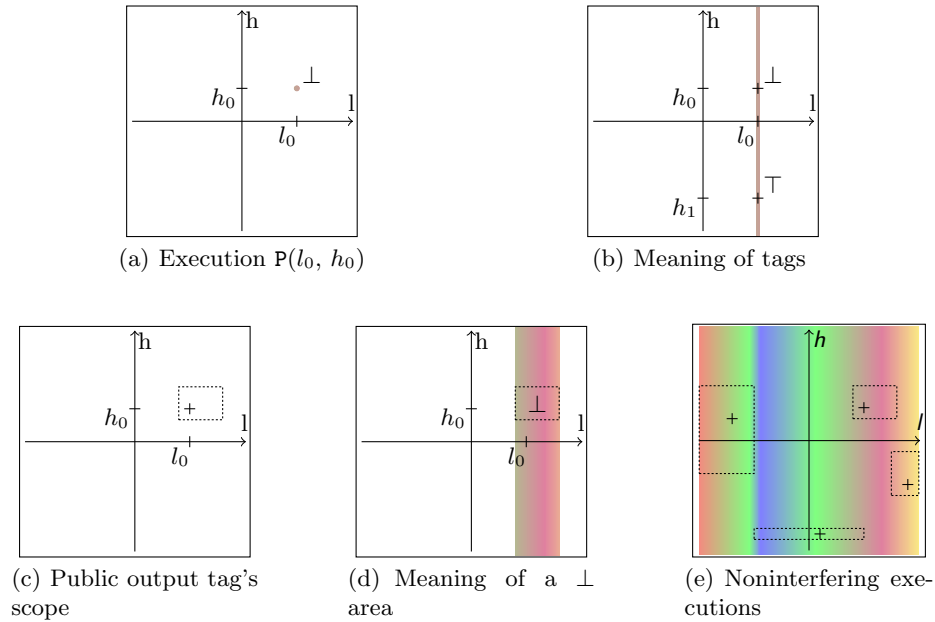 h
⊥
h₀
l
l₀
(a) Execution P(l₀, h₀)
h
⊥
h₀
l
l₀
⊤
h₁
(b) Meaning of tags
h
h₀
l
l₀
(c) Public output tag's
scope
h
h₀
⊥
l
l₀
(d) Meaning of a ⊥
area
h
l
(e) Noninterfering exe-
cutions